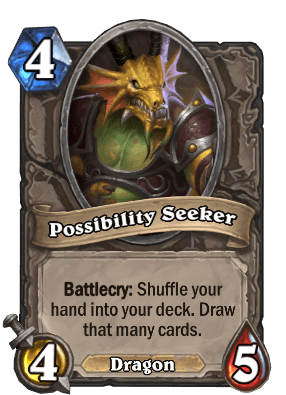 4
Possibility Seeker
Battlecry: Shuffle your
hand into your deck. Draw
that many cards.
4
Dragon
5